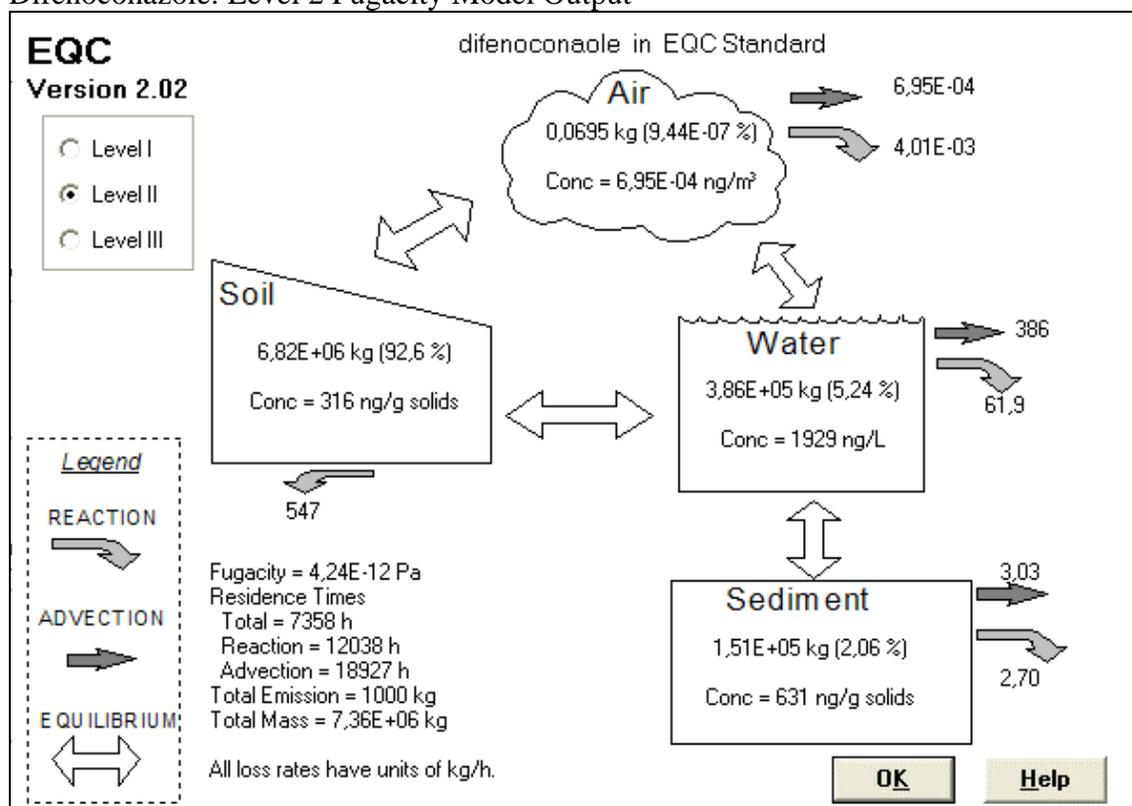 Difenoconazole: Level 2 Fugacity Model Output
EQC
Version 2.02
difenoconaole in EQC Standard
Level I
Level II
Level III
Air
0,0695 kg (9,44E-07 %)
Conc = 6,95E-04 ng/m³
6,95E-04
4,01E-03
Soil
6,82E+06 kg (92,6 %)
Conc = 316 ng/g solids
547
Water
3,86E+05 kg (5,24 %)
Conc = 1929 ng/L
386
61,9
Legend
REACTION
ADVECTION
EQUILIBRIUM
Fugacity = 4,24E-12 Pa
Residence Times
Total = 7358 h
Reaction = 12038 h
Advection = 18927 h
Total Emission = 1000 kg
Total Mass = 7,36E+06 kg
All loss rates have units of kg/h.
Sediment
1,51E+05 kg (2,06 %)
Conc = 631 ng/g solids
3,03
2,70
OK
Help